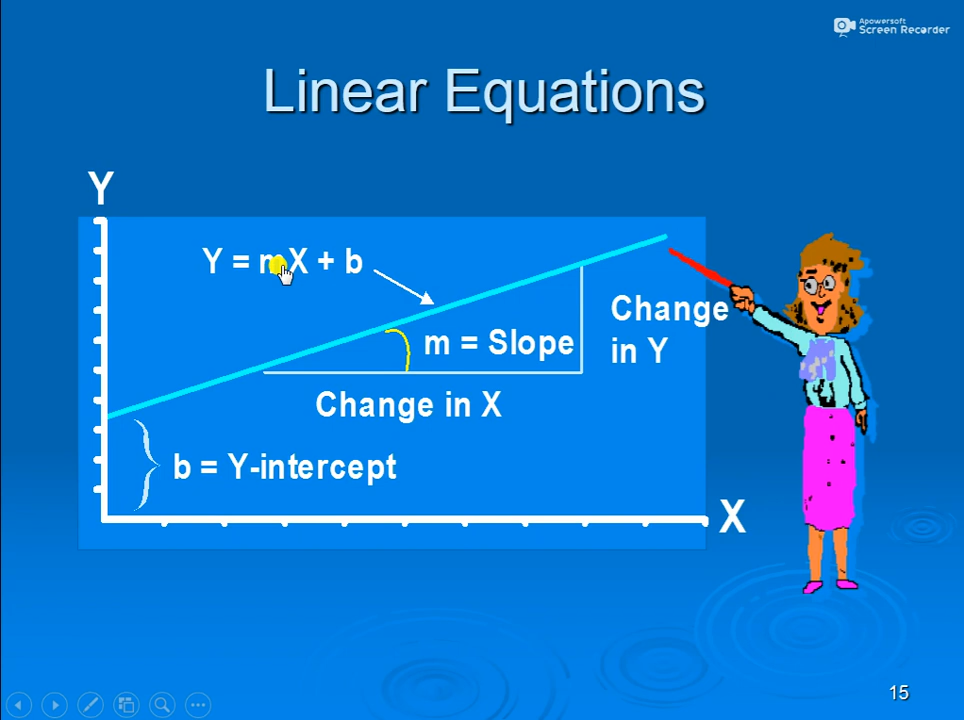 Apowersoft
Screen Recorder
Linear Equations
Y
Y = mX + b
Change
in Y
m = Slope
Change in X
b = Y-intercept
X
15